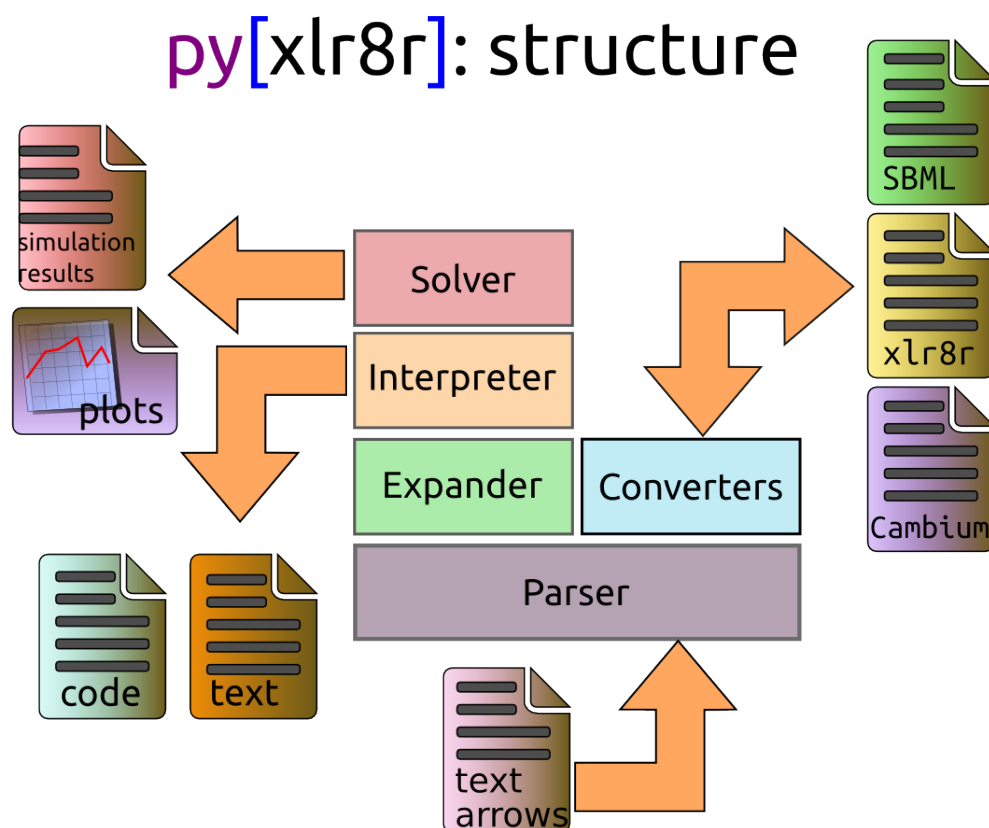 py[xlr8r]: structure
SBML
simulation
results
Solver
xlr8r
Interpreter
plots
Expander
Converters
Cambium
Parser
code
text
text
arrows